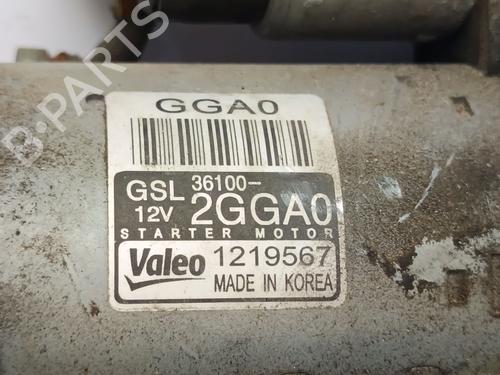 B-PARTS
GGA0
GSL 36100-
12V 2GGA0
STARTER MOTOR
Valeo 1219567
MADE IN KOREA